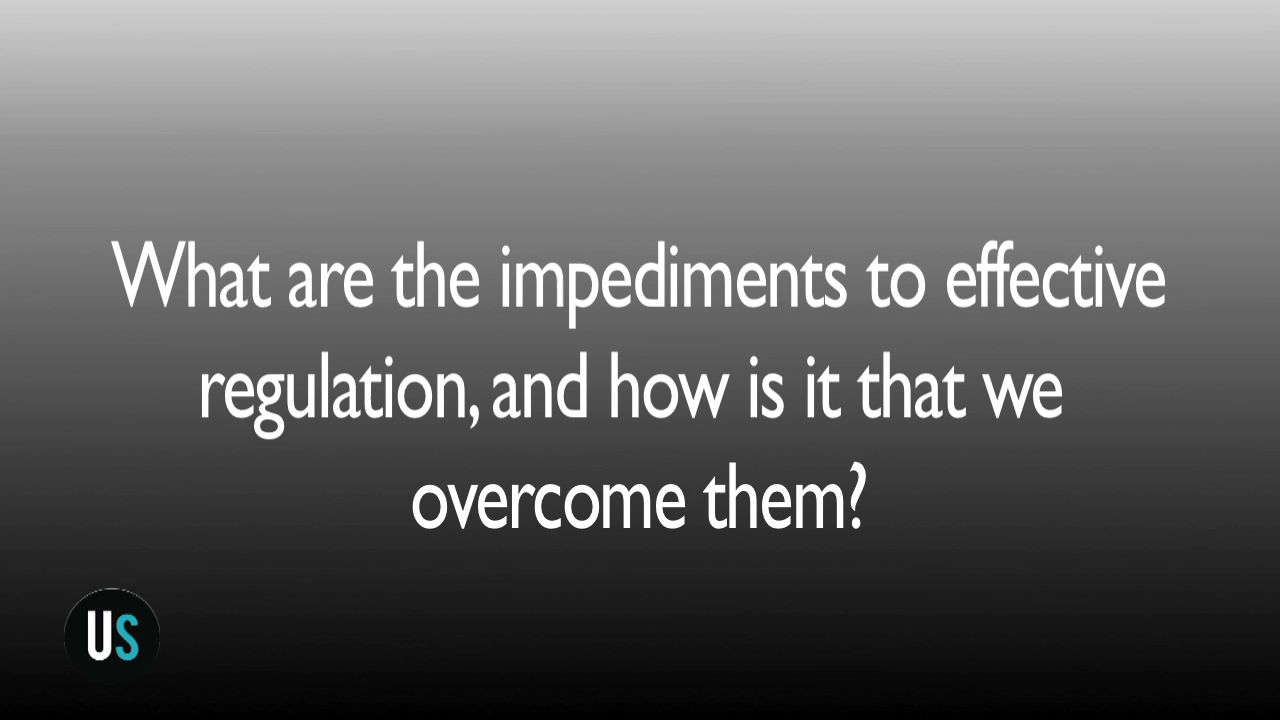 What are the impediments to effective
regulation, and how is it that we
overcome them?
US